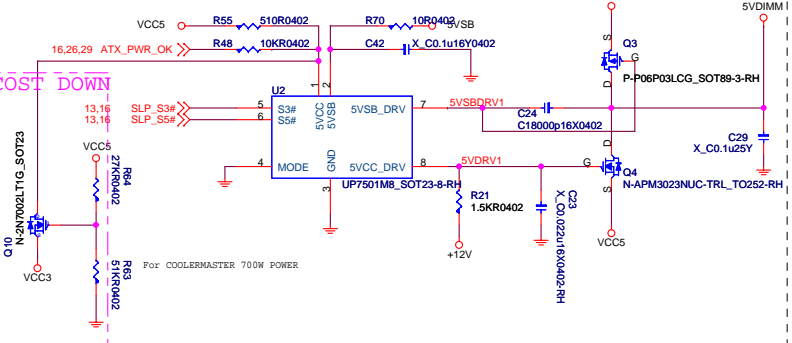 VCC5
R55
510R0402
R70
10R0402
5VSB
5VDIMM
16,26,29 ATX_PWR_OK
R48
10KR0402
C42
X_C0.1u16Y0402
S
Q3
G
P-P06P03LCG_SOT89-3-RH
D
COST DOWN
U2
1
2
13,16 SLP_S3#
5
S3#
5VCC
5VSB
5VSB_DRV
7
5VSBDRV1
13,16 SLP_S5#
6
S5#
C24
C18000p16X0402
C29
X_C0.1u25Y
VCC5
R64
27KR0402
4
MODE
GND
5VCC_DRV
8
5VDRV1
D
G
Q4
S
N-APM3023NUC-TRL_TO252-RH
3
UP7501M8_SOT23-8-RH
R21
1.5KR0402
C23
X_C0.022u16X0402-RH
+12V
VCC5
Q10
N-2N7002LT1G_SOT23
VCC3
R63
51KR0402
For COOLERMASTER 700W POWER